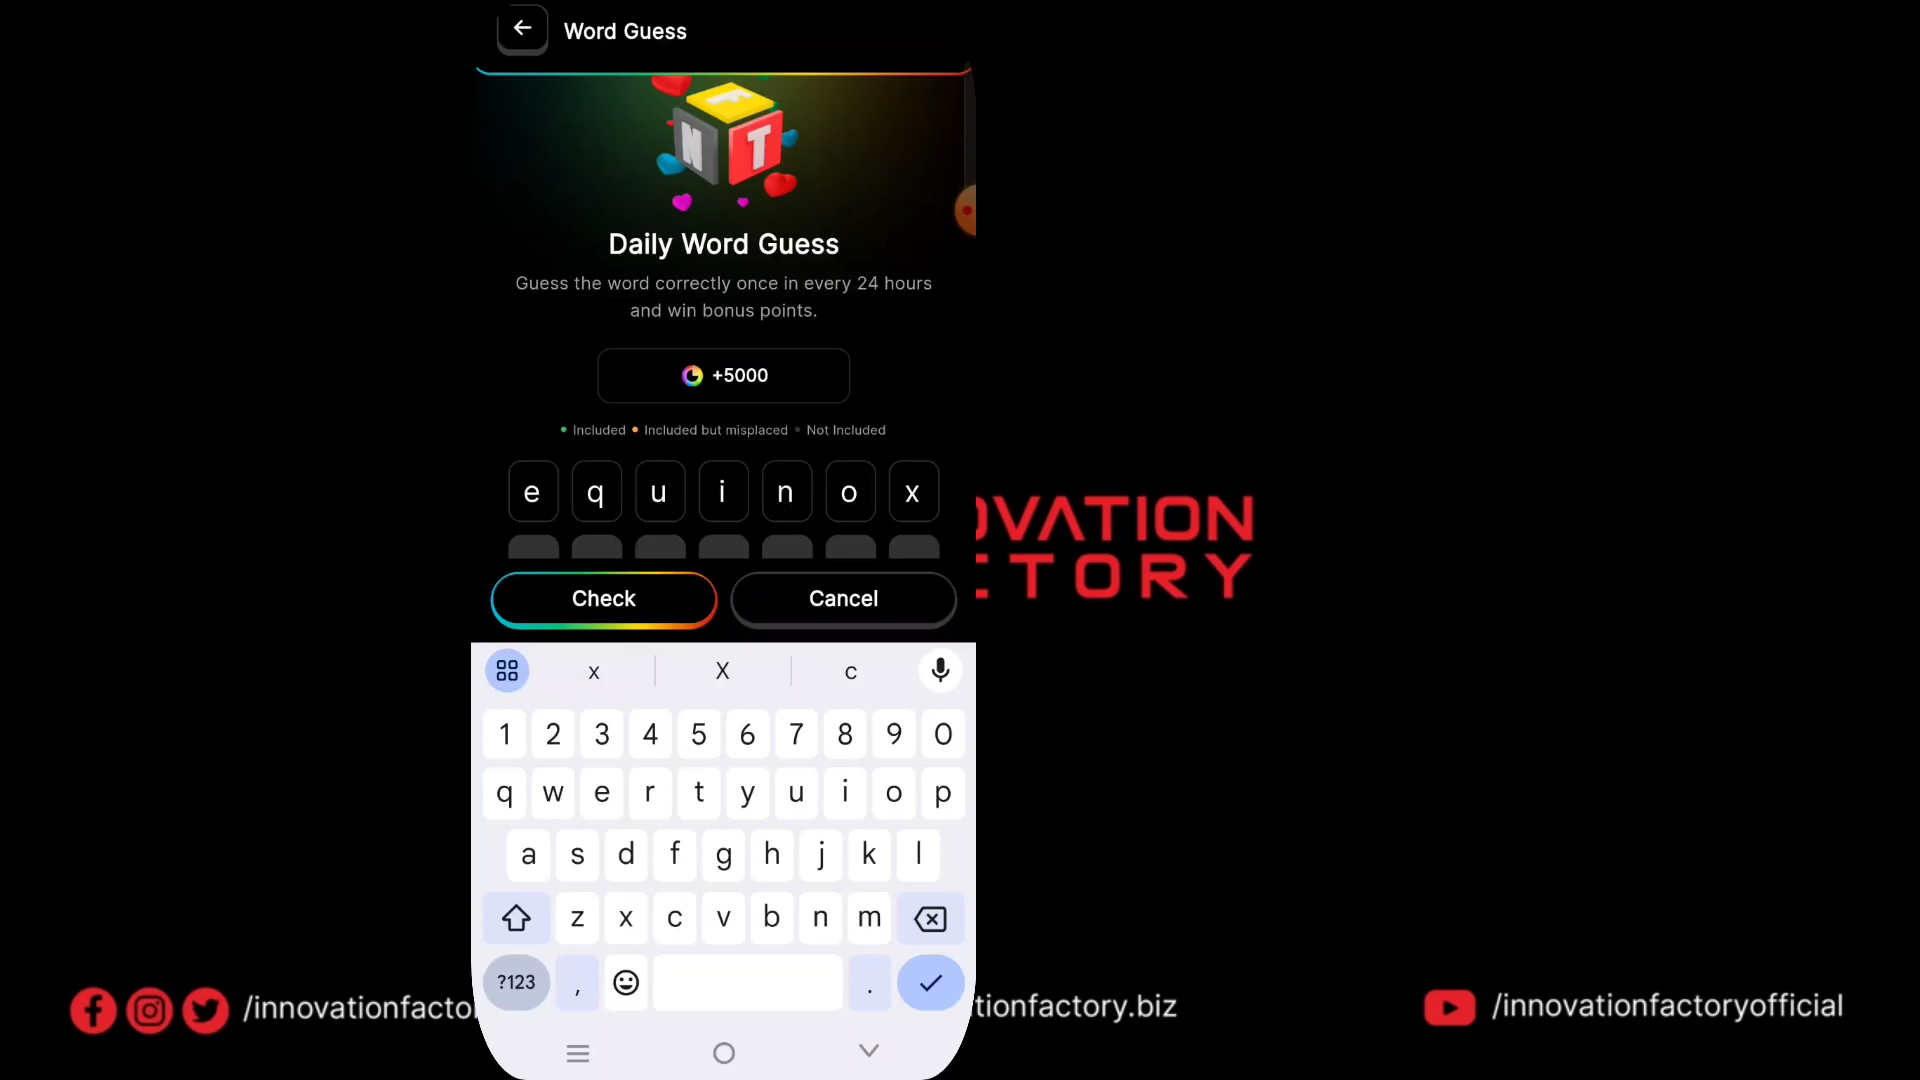 Word Guess
F
N T
Daily Word Guess
Guess the word correctly once in every 24 hours
and win bonus points.
+5000
Included Included but misplaced Not Included
e q u i n o x
OVATION
CTORY
Check Cancel
x X c
1 2 3 4 5 6 7 8 9 0
q w e r t y u i o p
a s d f g h j k l
z x c v b n m
?123 , .
/innovationfacto tionfactory.biz /innovationfactoryofficial